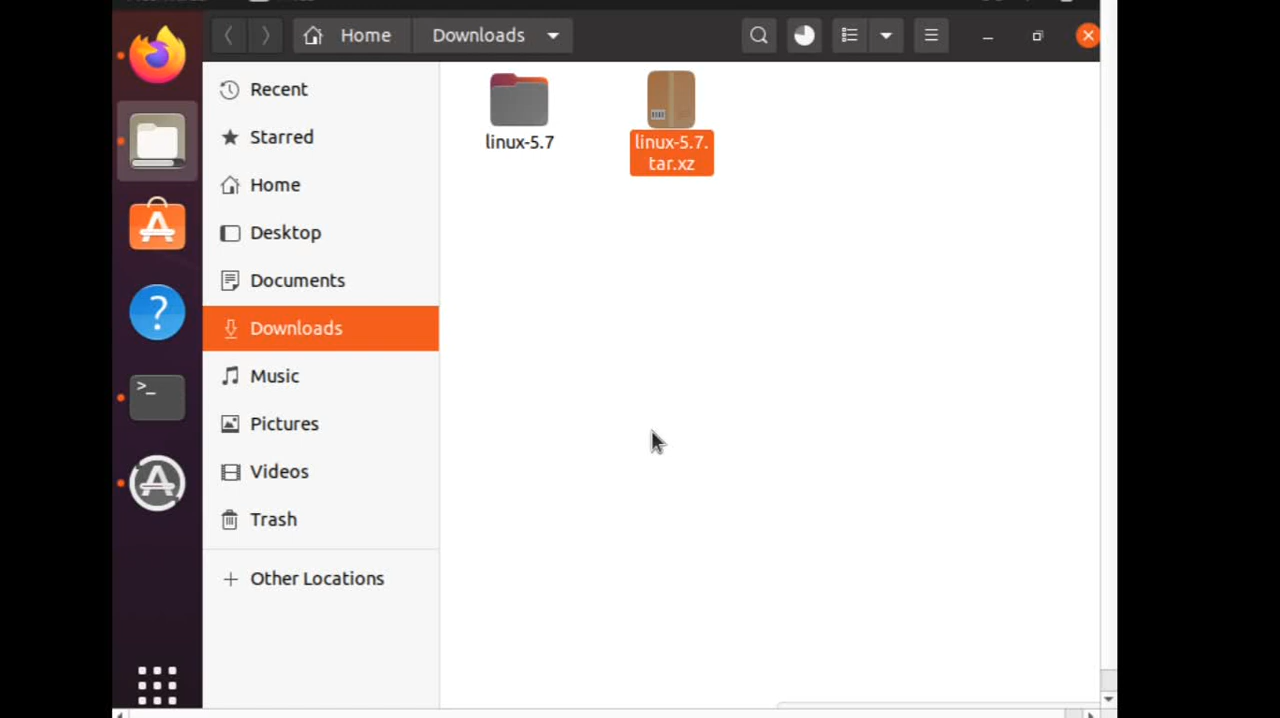 Home
Downloads
Recent
Starred
Home
Desktop
Documents
Downloads
Music
Pictures
Videos
Trash
Other Locations
linux-5.7
linux-5.7.
tar.xz